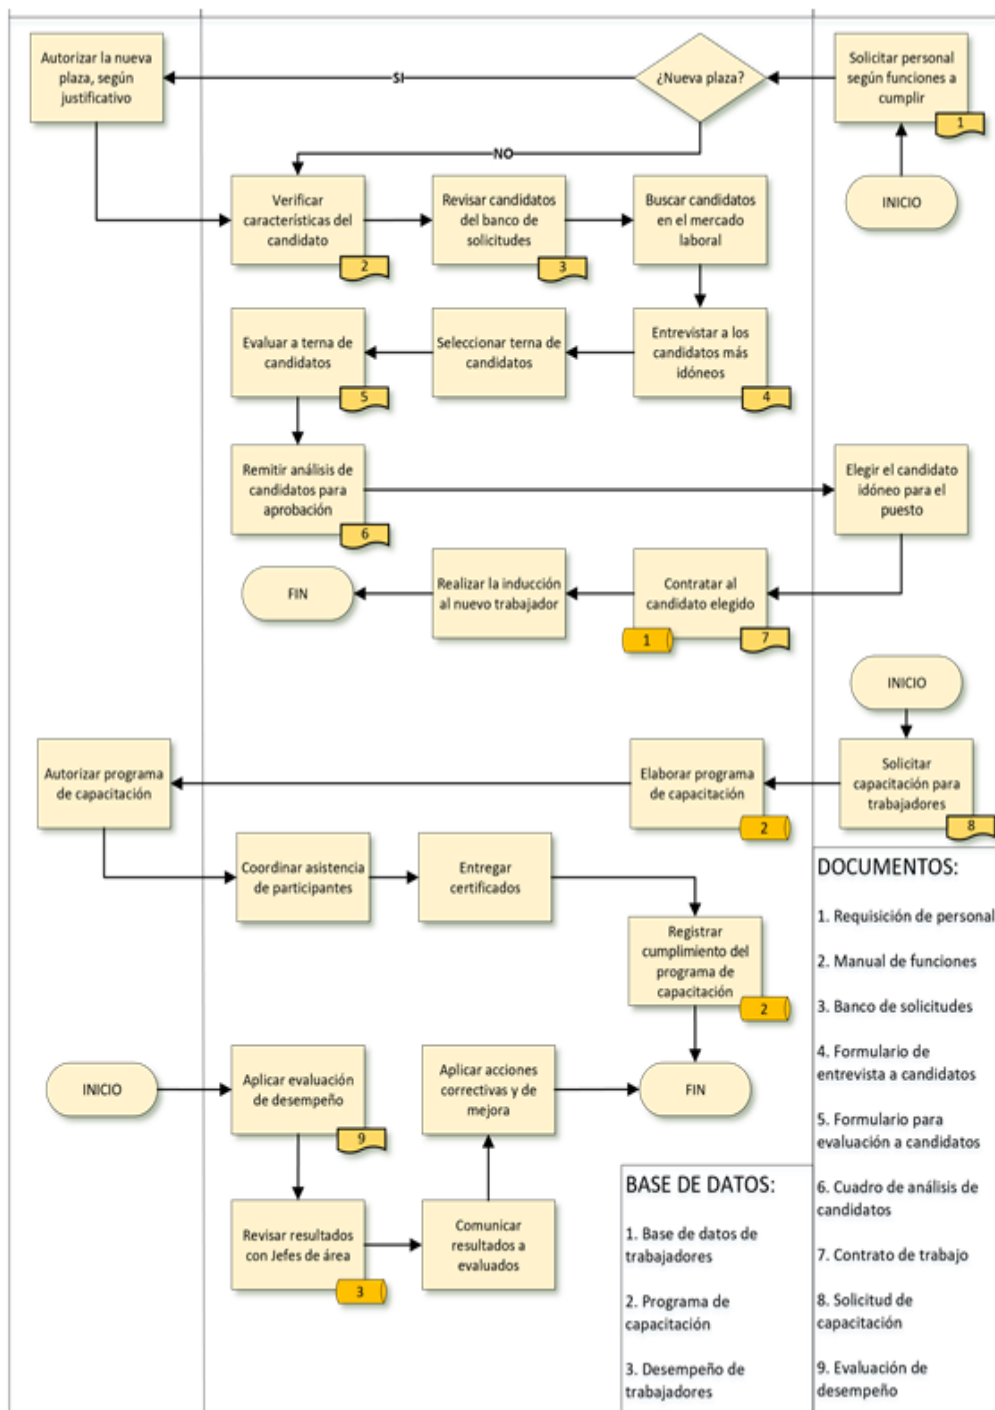 Autorizar la nueva
plaza, según
justificativo
SI
¿Nueva plaza?
Solicitar personal
según funciones a
cumplir
1
NO
INICIO
Verificar
características del
candidato
2
Revisar candidatos
del banco de
solicitudes
3
Buscar candidatos
en el mercado
laboral
Evaluar a terna de
candidatos
5
Seleccionar terna de
candidatos
Entrevistar a los
candidatos más
idóneos
4
Remitir análisis de
candidatos para
aprobación
6
Elegir el candidato
idóneo para el
puesto
FIN
Realizar la inducción
al nuevo trabajador
Contratar al
candidato elegido
1
7
INICIO
Autorizar programa
de capacitación
Elaborar programa
de capacitación
2
Solicitar
capacitación para
trabajadores
8
Coordinar asistencia
de participantes
Entregar
certificados
Registrar
cumplimiento del
programa de
capacitación
2
INICIO
Aplicar evaluación
de desempeño
9
Aplicar acciones
correctivas y de
mejora
FIN
Revisar resultados
con Jefes de área
3
Comunicar
resultados a
evaluados
BASE DE DATOS:
1. Base de datos de
trabajadores
2. Programa de
capacitación
3. Desempeño de
trabajadores
DOCUMENTOS:
1. Requisición de personal
2. Manual de funciones
3. Banco de solicitudes
4. Formulario de
entrevista a candidatos
5. Formulario para
evaluación a candidatos
6. Cuadro de análisis de
candidatos
7. Contrato de trabajo
8. Solicitud de
capacitación
9. Evaluación de
desempeño